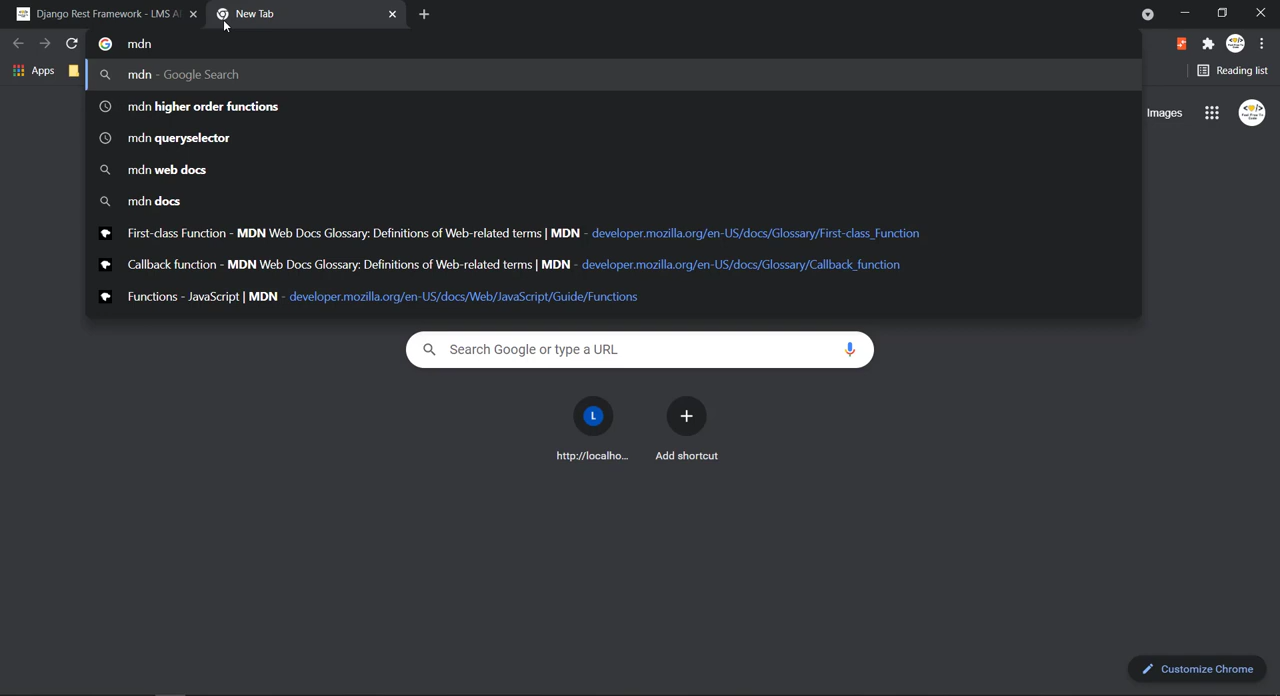 Django Rest Framework - LMS A
New Tab
mdn
Apps
mdn - Google Search
Reading list
mdn higher order functions
Images
mdn queryselector
mdn web docs
mdn docs
First-class Function - MDN Web Docs Glossary: Definitions of Web-related terms | MDN - developer.mozilla.org/en-US/docs/Glossary/First-class_Function
Callback function - MDN Web Docs Glossary: Definitions of Web-related terms | MDN - developer.mozilla.org/en-US/docs/Glossary/Callback_function
Functions - JavaScript | MDN - developer.mozilla.org/en-US/docs/Web/JavaScript/Guide/Functions
Search Google or type a URL
L
http://localho...
Add shortcut
Customize Chrome